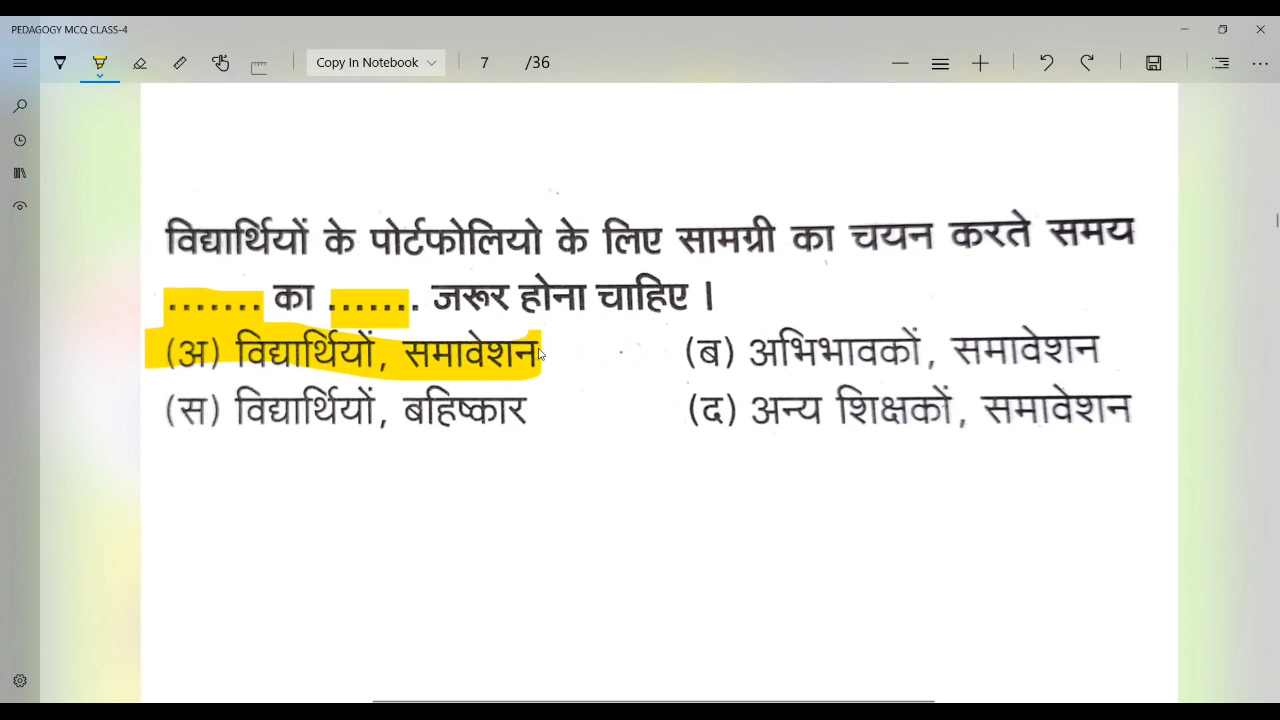 PEDAGOGY MCQ CLASS-4
Copy In Notebook 7 /36
विद्यार्थियों के पोर्टफोलियो के लिए सामग्री का चयन करते समय
....... का ....... जरूर होना चाहिए ।
(अ) विद्यार्थियों, समावेशन (ब) अभिभावकों, समावेशन
(स) विद्यार्थियों, बहिष्कार (द) अन्य शिक्षकों, समावेशन